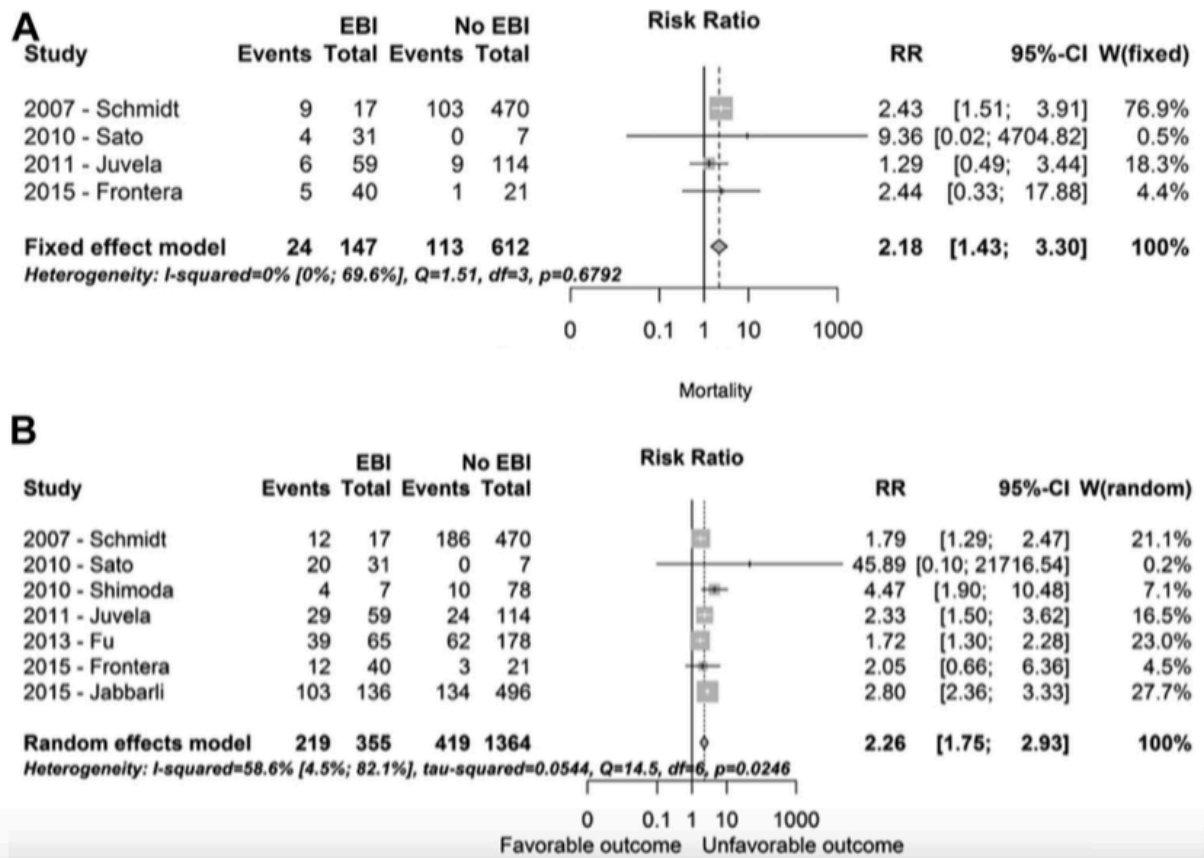 A
EBI No EBI Risk Ratio
Study Events Total Events Total RR 95%-CI W(fixed)
2007 - Schmidt 9 17 103 470 2.43 [1.51; 3.91] 76.9%
2010 - Sato 4 31 0 7 9.36 [0.02; 4704.82] 0.5%
2011 - Juvela 6 59 9 114 1.29 [0.49; 3.44] 18.3%
2015 - Frontera 5 40 1 21 2.44 [0.33; 17.88] 4.4%
Fixed effect model 24 147 113 612 2.18 [1.43; 3.30] 100%
Heterogeneity: I-squared=0% [0%; 69.6%], Q=1.51, df=3, p=0.6792
0 0.1 1 10 1000
Mortality
B
EBI No EBI Risk Ratio
Study Events Total Events Total RR 95%-CI W(random)
2007 - Schmidt 12 17 186 470 1.79 [1.29; 2.47] 21.1%
2010 - Sato 20 31 0 7 45.89 [0.10; 21716.54] 0.2%
2010 - Shimoda 4 7 10 78 4.47 [1.90; 10.48] 7.1%
2011 - Juvela 29 59 24 114 2.33 [1.50; 3.62] 16.5%
2013 - Fu 39 65 62 178 1.72 [1.30; 2.28] 23.0%
2015 - Frontera 12 40 3 21 2.05 [0.66; 6.36] 4.5%
2015 - Jabbarli 103 136 134 496 2.80 [2.36; 3.33] 27.7%
Random effects model 219 355 419 1364 2.26 [1.75; 2.93] 100%
Heterogeneity: I-squared=58.6% [4.5%; 82.1%], tau-squared=0.0544, Q=14.5, df=6, p=0.0246
0 0.1 1 10 1000
Favorable outcome Unfavorable outcome